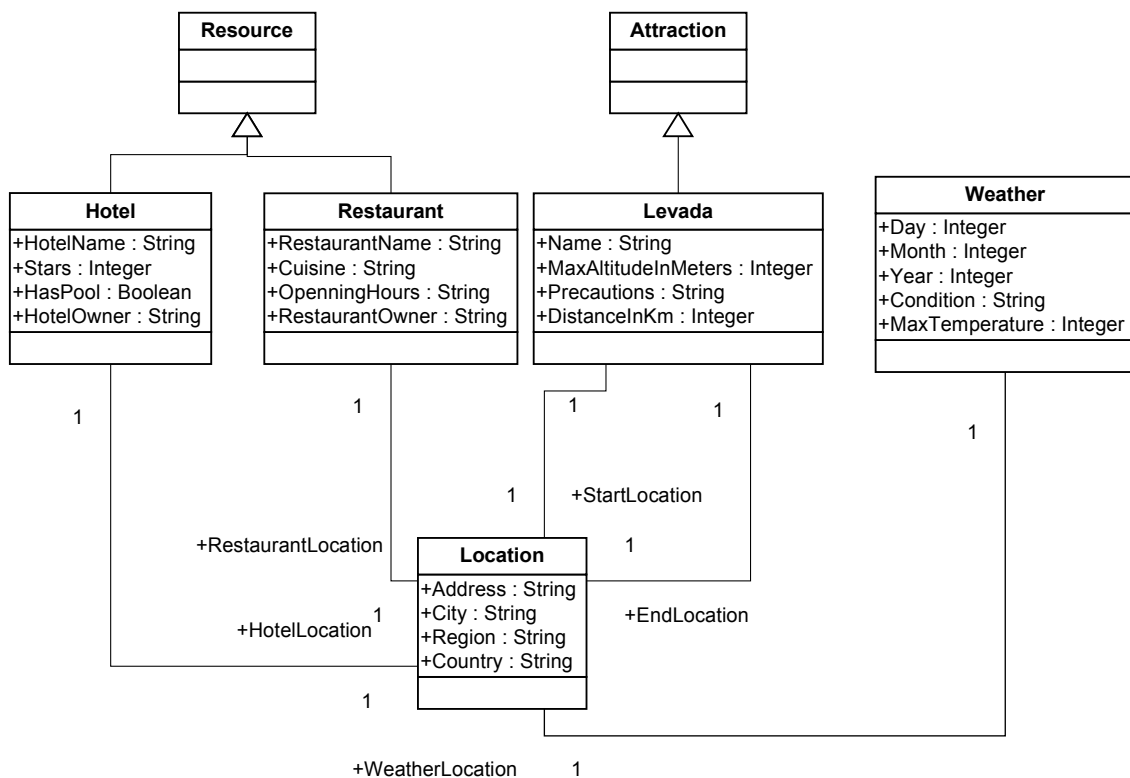 Resource
Attraction
Hotel
+HotelName : String
+Stars : Integer
+HasPool : Boolean
+HotelOwner : String
Restaurant
+RestaurantName : String
+Cuisine : String
+OpenningHours : String
+RestaurantOwner : String
Levada
+Name : String
+MaxAltitudeInMeters : Integer
+Precautions : String
+DistanceInKm : Integer
Weather
+Day : Integer
+Month : Integer
+Year : Integer
+Condition : String
+MaxTemperature : Integer
1
1
1
1
1
1
+StartLocation
+RestaurantLocation
1
Location
+Address : String
+City : String
+Region : String
+Country : String
1
+EndLocation
+HotelLocation
1
+WeatherLocation
1